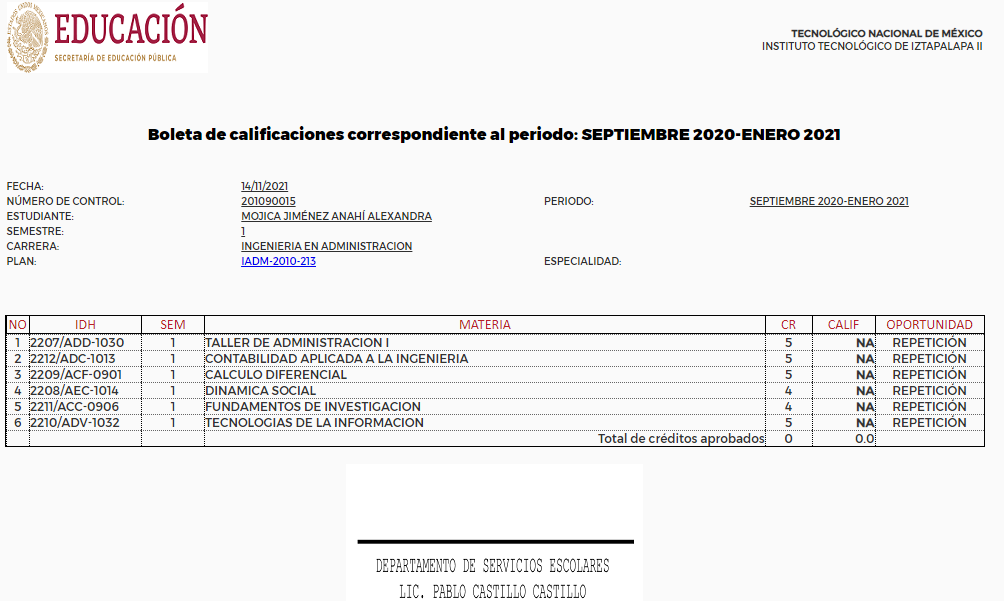 EDUCACIÓN
SECRETARÍA DE EDUCACIÓN PÚBLICA
TECNOLÓGICO NACIONAL DE MÉXICO
INSTITUTO TECNOLÓGICO DE IZTAPALAPA II
Boleta de calificaciones correspondiente al periodo: SEPTIEMBRE 2020-ENERO 2021
FECHA: 14/11/2021
NÚMERO DE CONTROL: 201090015 PERIODO: SEPTIEMBRE 2020-ENERO 2021
ESTUDIANTE: MOJICA JIMÉNEZ ANAHÍ ALEXANDRA
SEMESTRE: 1
CARRERA: INGENIERIA EN ADMINISTRACION
PLAN: IADM-2010-213 ESPECIALIDAD:
NO IDH SEM MATERIA CR CALIF OPORTUNIDAD
1 2207/ADD-1030 1 TALLER DE ADMINISTRACION I 5 NA REPETICIÓN
2 2212/ADC-1013 1 CONTABILIDAD APLICADA A LA INGENIERIA 5 NA REPETICIÓN
3 2209/ACF-0901 1 CALCULO DIFERENCIAL 5 NA REPETICIÓN
4 2208/AEC-1014 1 DINAMICA SOCIAL 4 NA REPETICIÓN
5 2211/ACC-0906 1 FUNDAMENTOS DE INVESTIGACION 4 NA REPETICIÓN
6 2210/ADV-1032 1 TECNOLOGIAS DE LA INFORMACION 5 NA REPETICIÓN
Total de créditos aprobados 0 0.0
DEPARTAMENTO DE SERVICIOS ESCOLARES
LIC. PABLO CASTILLO CASTILLO